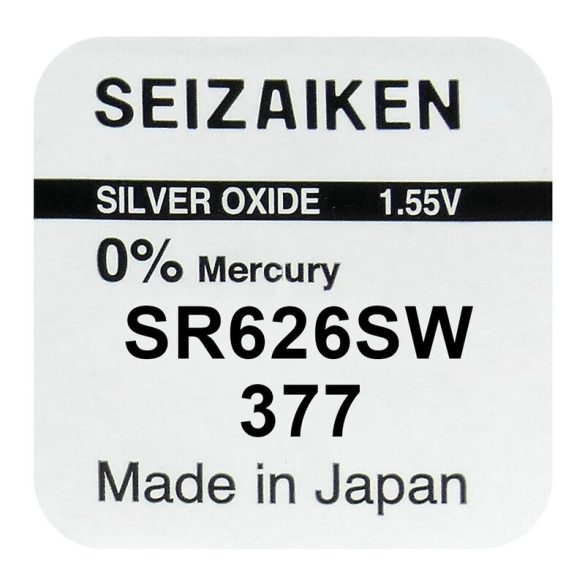 SEIZAIKEN
SILVER OXIDE 1.55V
0% Mercury
SR626SW
377
Made in Japan